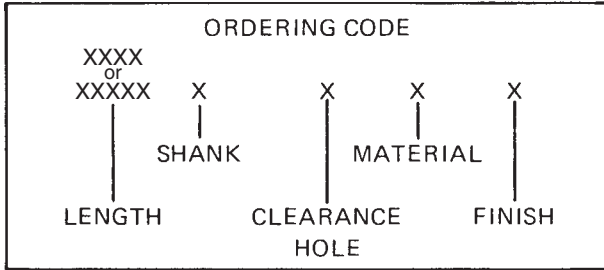 ORDERING CODE
XXXX
or
XXXXX X X X X
SHANK MATERIAL
LENGTH CLEARANCE FINISH
HOLE